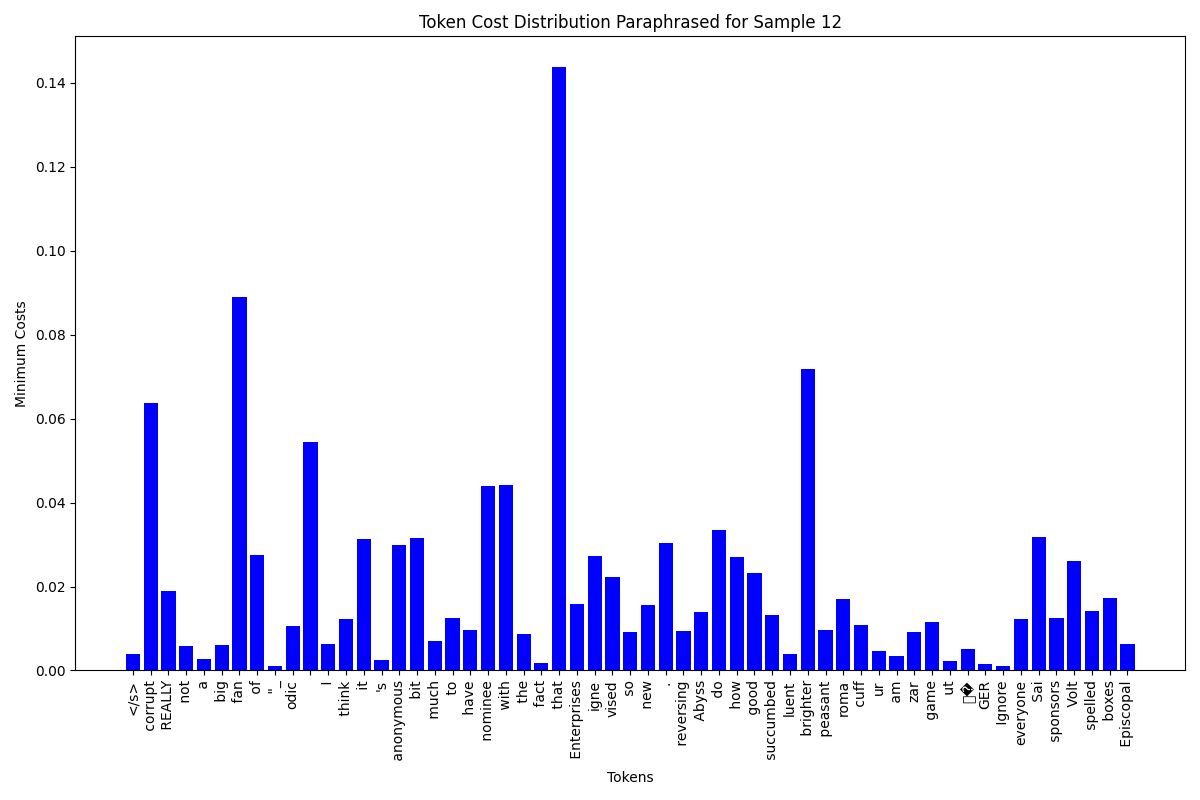 Token Cost Distribution Paraphrased for Sample 12
Minimum Costs
0.14
0.12
0.10
0.08
0.06
0.04
0.02
0.00
</s>
corrupt
REALLY
not
a
big
fan
of
"
_
odic
I
think
it
's
anonymous
bit
much
to
have
nominee
with
the
fact
that
Enterprises
igne
vised
so
new
.
reversing
Abyss
do
how
good
succumbed
luent
brighter
peasant
roma
cuff
ur
am
zar
game
ut
GER
Ignore
everyone
Sai
sponsors
Volt
spelled
boxes
Episcopal
Tokens